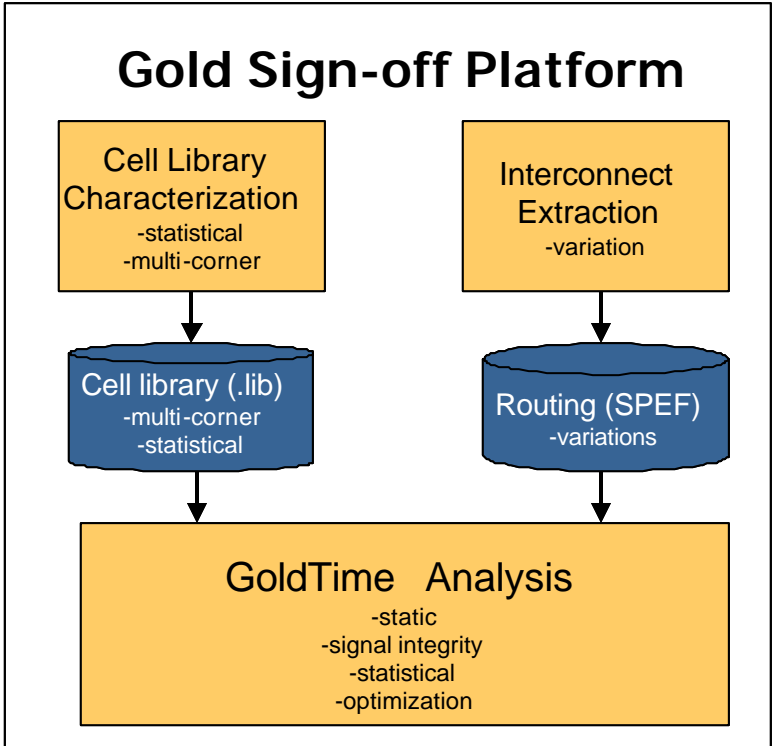 Gold Sign-off Platform
Cell Library
Characterization
-statistical
-multi-corner
Interconnect
Extraction
-variation
Cell library (.lib)
-multi-corner
-statistical
Routing (SPEF)
-variations
GoldTime Analysis
-static
-signal integrity
-statistical
-optimization